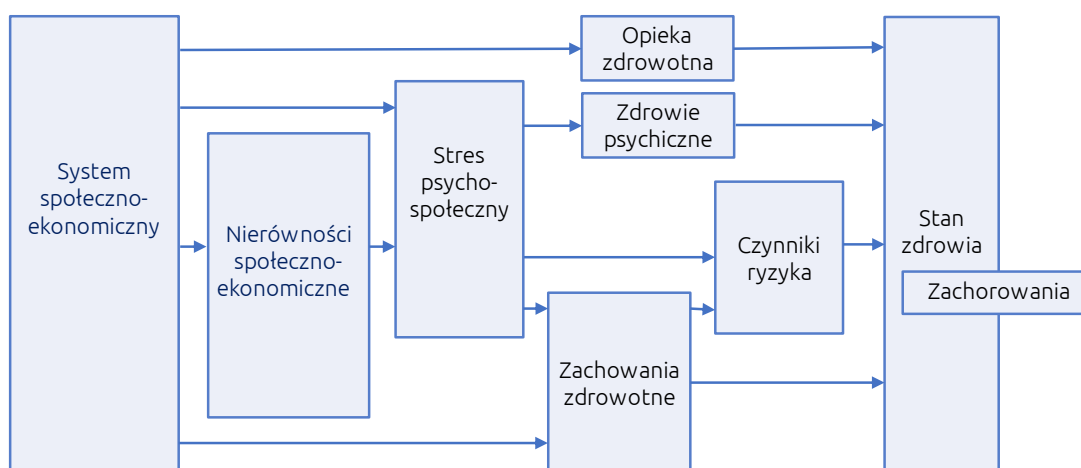 System
społeczno-
ekonomiczny
Nierówności
społeczno-
ekonomiczne
Stres
psycho-
społeczny
Opieka
zdrowotna
Zdrowie
psychiczne
Czynniki
ryzyka
Zachowania
zdrowotne
Stan
zdrowia
Zachorowania